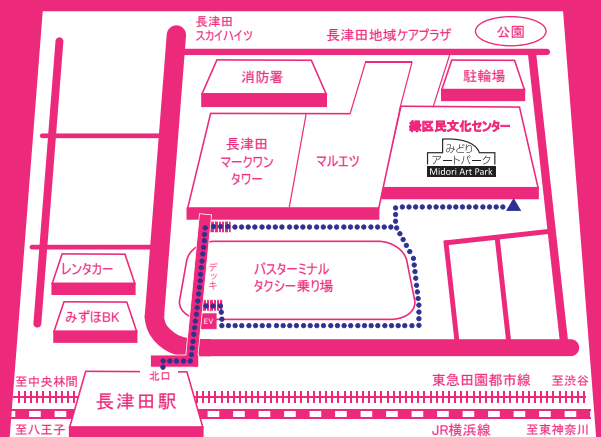 長津田
スカイハイツ
長津田地域ケアプラザ
公園
消防署
駐輪場
長津田
マークワン
タワー
マルエツ
緑区民文化センター
みどり
アートパーク
Midori Art Park
レンタカー
デッキ
バスターミナル
タクシー乗り場
みずほBK
EV
北口
至中央林間
東急田園都市線
至渋谷
長津田駅
至八王子
JR横浜線
至東神奈川